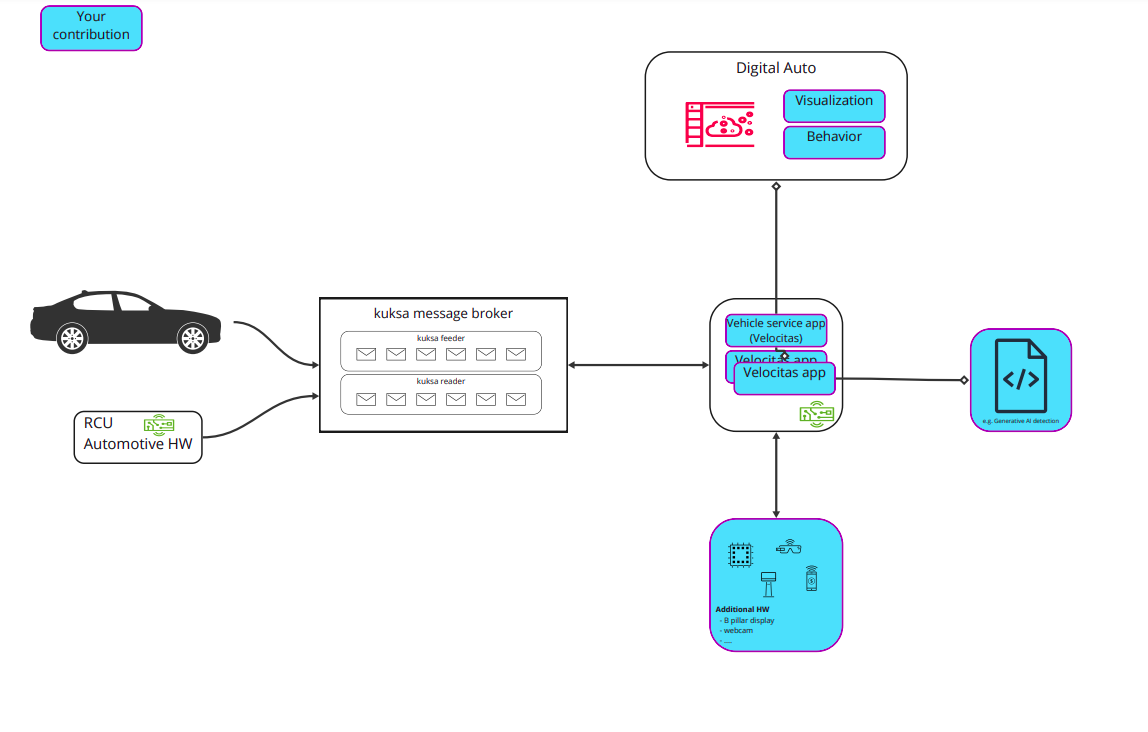 Your
contribution
Digital Auto
Visualization
Behavior
kuksa message broker
kuksa feeder
kuksa reader
RCU
Automotive HW
Vehicle service app
(Velocitas)
Velocitas app
Velocitas app
e.g. Generative AI detection
Additional HW
- B pillar display
- webcam
- ....